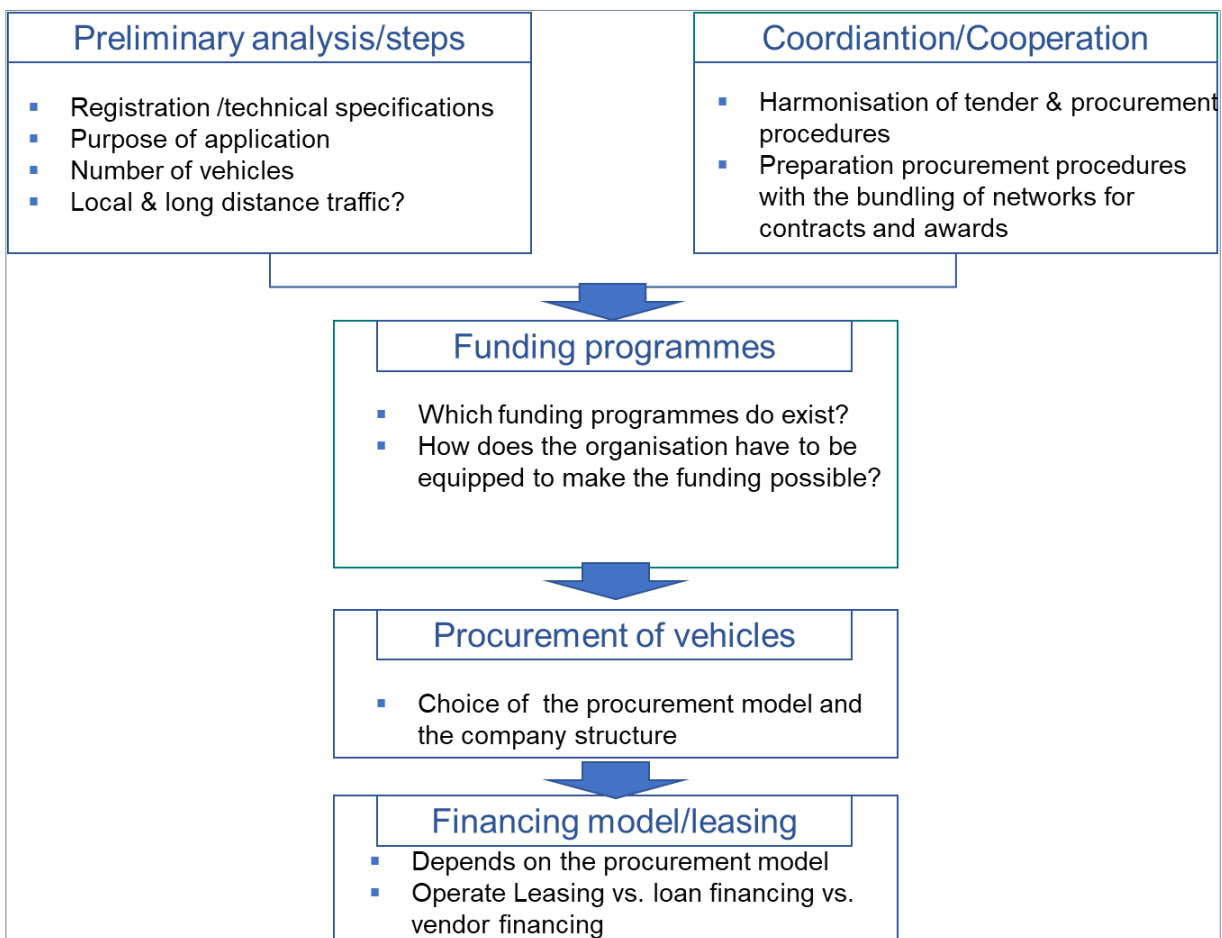 Preliminary analysis/steps
▪ Registration /technical specifications
▪ Purpose of application
▪ Number of vehicles
▪ Local & long distance traffic?
Coordiantion/Cooperation
▪ Harmonisation of tender & procurement
procedures
▪ Preparation procurement procedures
with the bundling of networks for
contracts and awards
Funding programmes
▪ Which funding programmes do exist?
▪ How does the organisation have to be
equipped to make the funding possible?
Procurement of vehicles
▪ Choice of the procurement model and
the company structure
Financing model/leasing
▪ Depends on the procurement model
▪ Operate Leasing vs. loan financing vs.
vendor financing